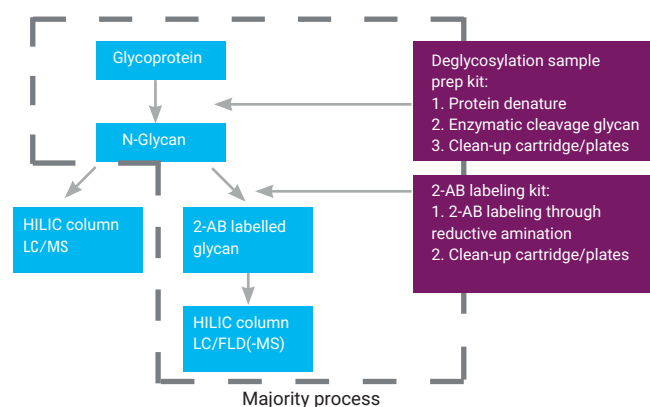 Glycoprotein
Deglycosylation sample
prep kit:
1. Protein denature
2. Enzymatic cleavage glycan
3. Clean-up cartridge/plates
N-Glycan
2-AB labeling kit:
1. 2-AB labeling through
reductive amination
2. Clean-up cartridge/plates
HILIC column
LC/MS
2-AB labelled
glycan
HILIC column
LC/FLD(-MS)
Majority process